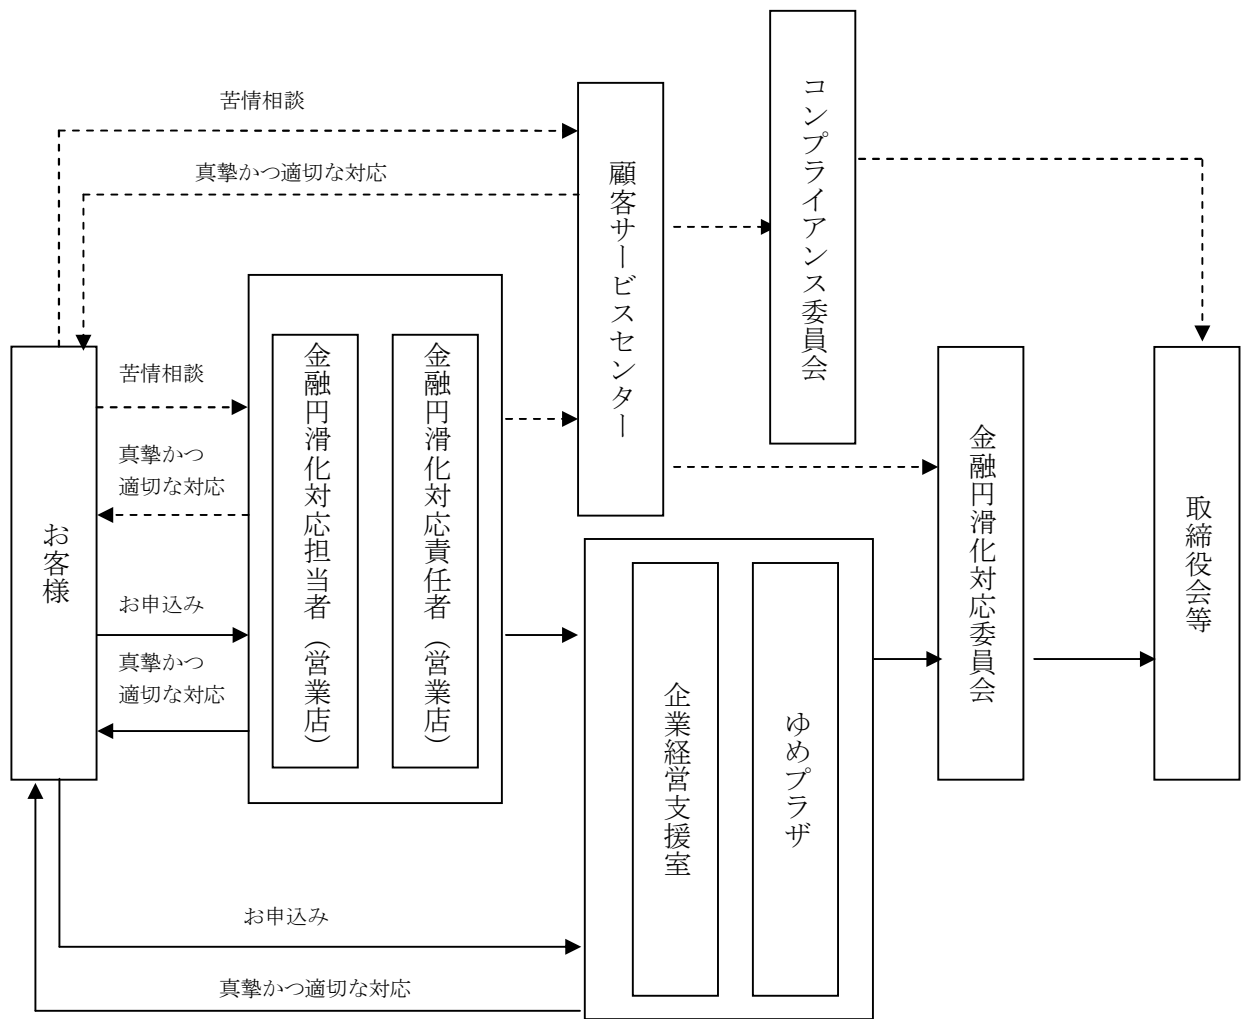 苦情相談
真摯かつ適切な対応
顧客サービスセンター
コンプライアンス委員会
お客様
苦情相談
真摯かつ
適切な対応
お申込み
真摯かつ
適切な対応
金融円滑化対応担当者（営業店）
金融円滑化対応責任者（営業店）
企業経営支援室
ゆめプラザ
金融円滑化対応委員会
取締役会等
お申込み
真摯かつ適切な対応